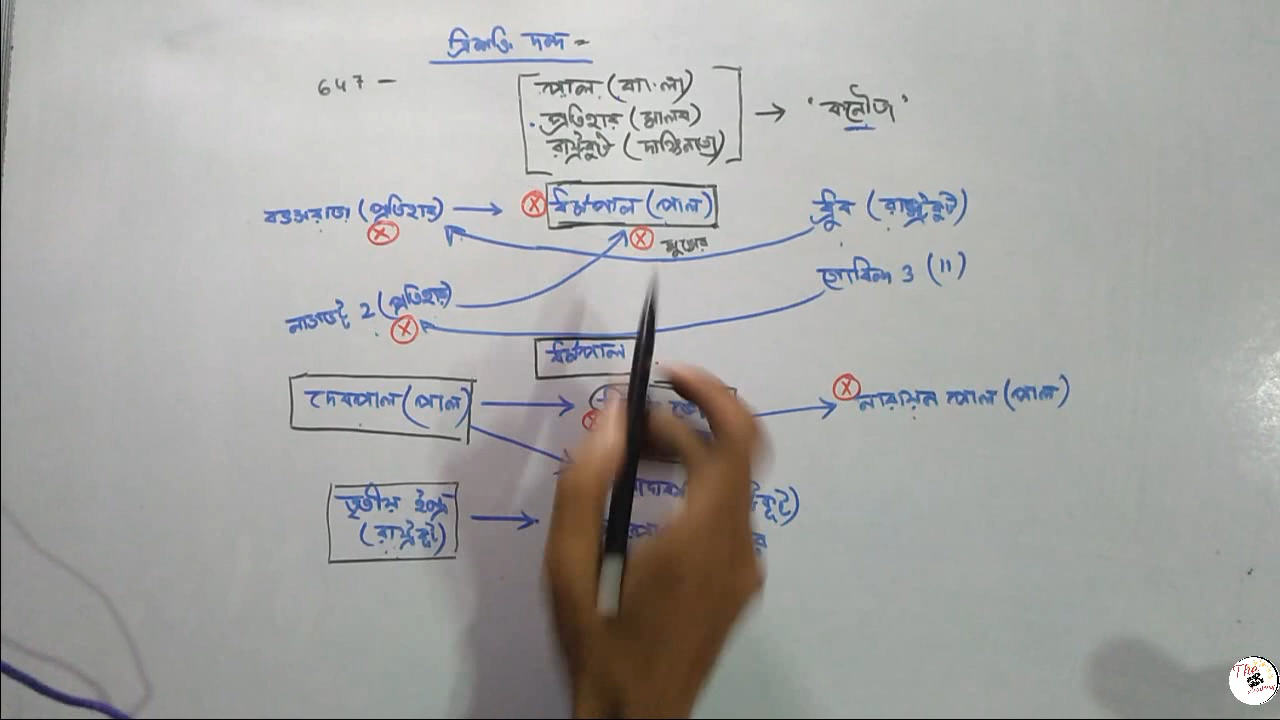 ত্রিশক্তি দ্বন্দ্ব =
647 —
পাল (বাংলা)
প্রতিহার (মালব)
রাষ্ট্রকূট (দাক্ষিণাত্য)
→ 'কনৌজ'
বৎসরাজ (প্রতিহার) → ধর্মপাল (পাল)
ধ্রুব (রাষ্ট্রকূট)
মুঙ্গের
নাগভট্ট 2 (প্রতিহার)
গোবিন্দ 3 (")
ধর্মপাল
দেবপাল (পাল) →
→ নারায়ন পাল (পাল)
তৃতীয় ইন্দ্র
(রাষ্ট্রকূট) →